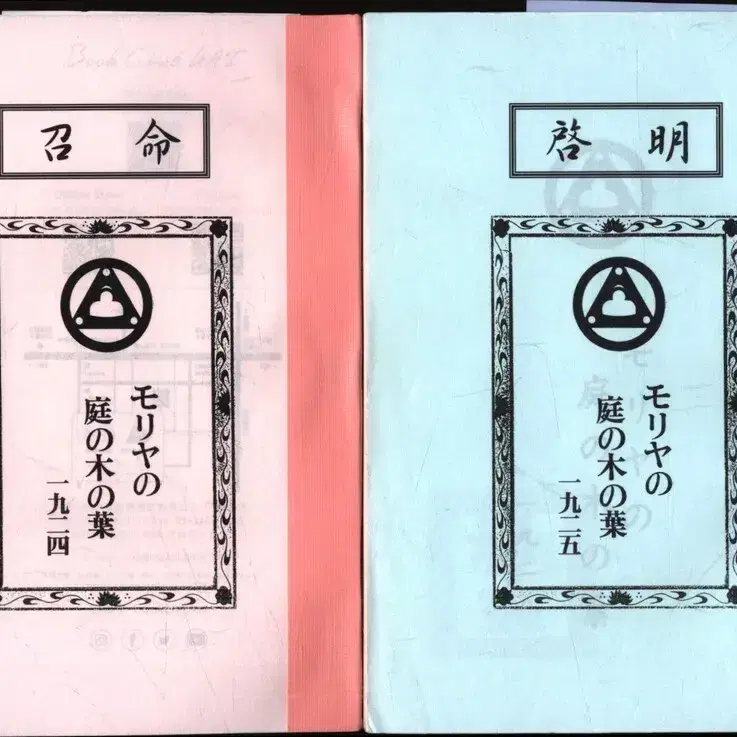 召命
モリヤの
庭の木の葉
一九二四
啓明
モリヤの
庭の木の葉
一九二五